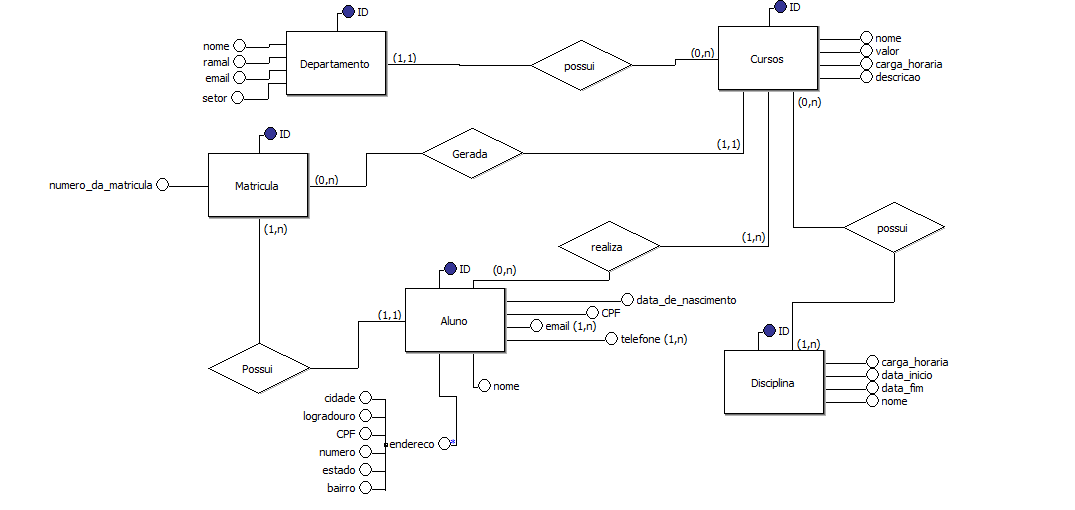 ID
nome
ramal
email
setor
Departamento
(1,1)
possui
(0,n)
ID
Cursos
nome
valor
carga_horaria
descricao
(0,n)
ID
numero_da_matricula
Matricula
(0,n)
(1,n)
Gerada
(1,1)
realiza
(1,n)
(0,n)
possui
ID
Aluno
(1,1)
data_de_nascimento
CPF
email (1,n)
telefone (1,n)
nome
Possui
cidade
logradouro
CPF
numero
estado
bairro
endereco
ID
(1,n)
Disciplina
carga_horaria
data_inicio
data_fim
nome